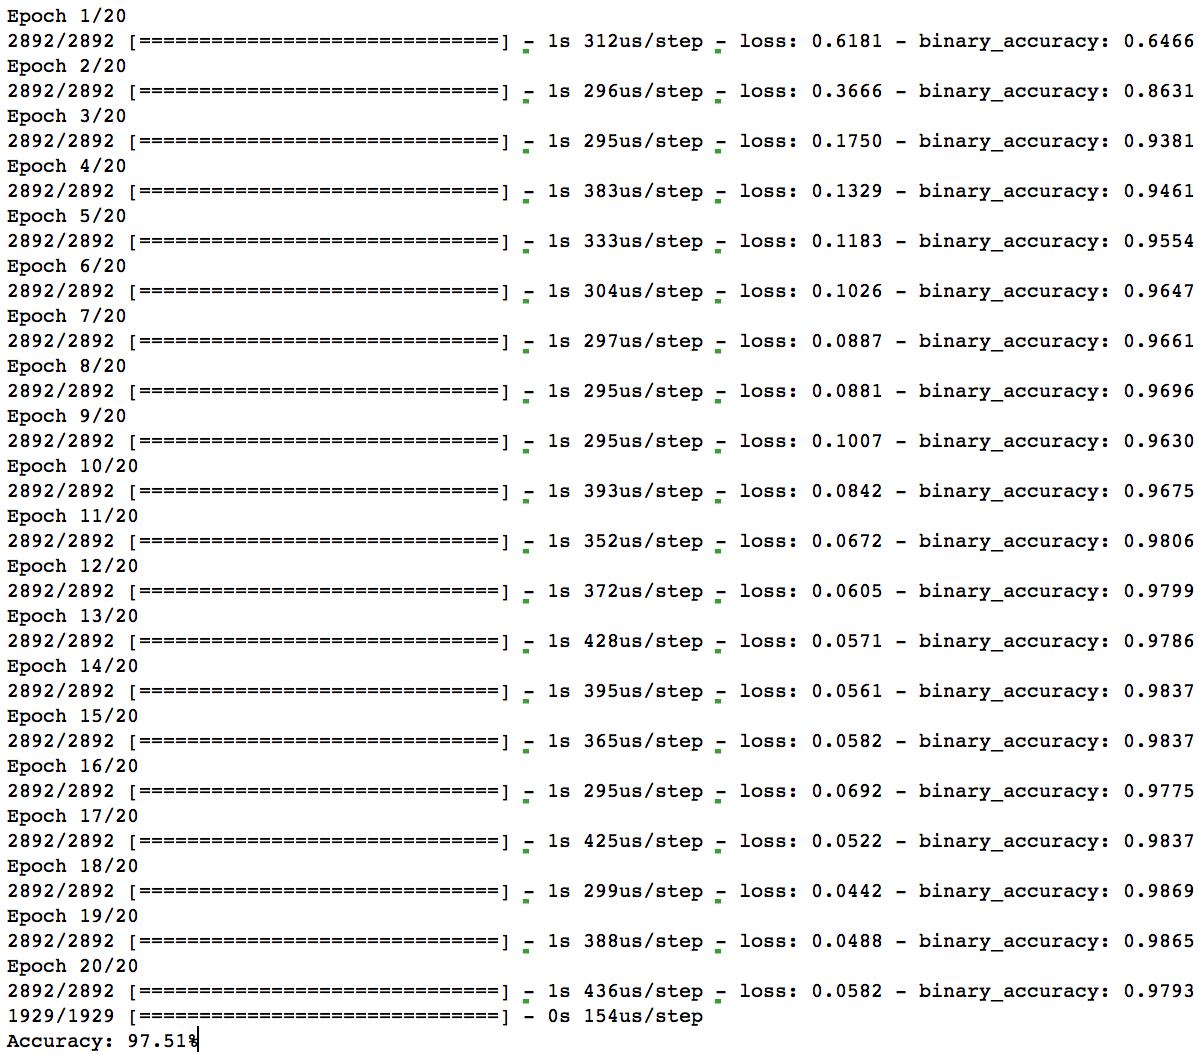 Epoch 1/20
2892/2892 [==============================] - 1s 312us/step - loss: 0.6181 - binary_accuracy: 0.6466
Epoch 2/20
2892/2892 [==============================] - 1s 296us/step - loss: 0.3666 - binary_accuracy: 0.8631
Epoch 3/20
2892/2892 [==============================] - 1s 295us/step - loss: 0.1750 - binary_accuracy: 0.9381
Epoch 4/20
2892/2892 [==============================] - 1s 383us/step - loss: 0.1329 - binary_accuracy: 0.9461
Epoch 5/20
2892/2892 [==============================] - 1s 333us/step - loss: 0.1183 - binary_accuracy: 0.9554
Epoch 6/20
2892/2892 [==============================] - 1s 304us/step - loss: 0.1026 - binary_accuracy: 0.9647
Epoch 7/20
2892/2892 [==============================] - 1s 297us/step - loss: 0.0887 - binary_accuracy: 0.9661
Epoch 8/20
2892/2892 [==============================] - 1s 295us/step - loss: 0.0881 - binary_accuracy: 0.9696
Epoch 9/20
2892/2892 [==============================] - 1s 295us/step - loss: 0.1007 - binary_accuracy: 0.9630
Epoch 10/20
2892/2892 [==============================] - 1s 393us/step - loss: 0.0842 - binary_accuracy: 0.9675
Epoch 11/20
2892/2892 [==============================] - 1s 352us/step - loss: 0.0672 - binary_accuracy: 0.9806
Epoch 12/20
2892/2892 [==============================] - 1s 372us/step - loss: 0.0605 - binary_accuracy: 0.9799
Epoch 13/20
2892/2892 [==============================] - 1s 428us/step - loss: 0.0571 - binary_accuracy: 0.9786
Epoch 14/20
2892/2892 [==============================] - 1s 395us/step - loss: 0.0561 - binary_accuracy: 0.9837
Epoch 15/20
2892/2892 [==============================] - 1s 365us/step - loss: 0.0582 - binary_accuracy: 0.9837
Epoch 16/20
2892/2892 [==============================] - 1s 295us/step - loss: 0.0692 - binary_accuracy: 0.9775
Epoch 17/20
2892/2892 [==============================] - 1s 425us/step - loss: 0.0522 - binary_accuracy: 0.9837
Epoch 18/20
2892/2892 [==============================] - 1s 299us/step - loss: 0.0442 - binary_accuracy: 0.9869
Epoch 19/20
2892/2892 [==============================] - 1s 388us/step - loss: 0.0488 - binary_accuracy: 0.9865
Epoch 20/20
2892/2892 [==============================] - 1s 436us/step - loss: 0.0582 - binary_accuracy: 0.9793
1929/1929 [==============================] - 0s 154us/step
Accuracy: 97.51%